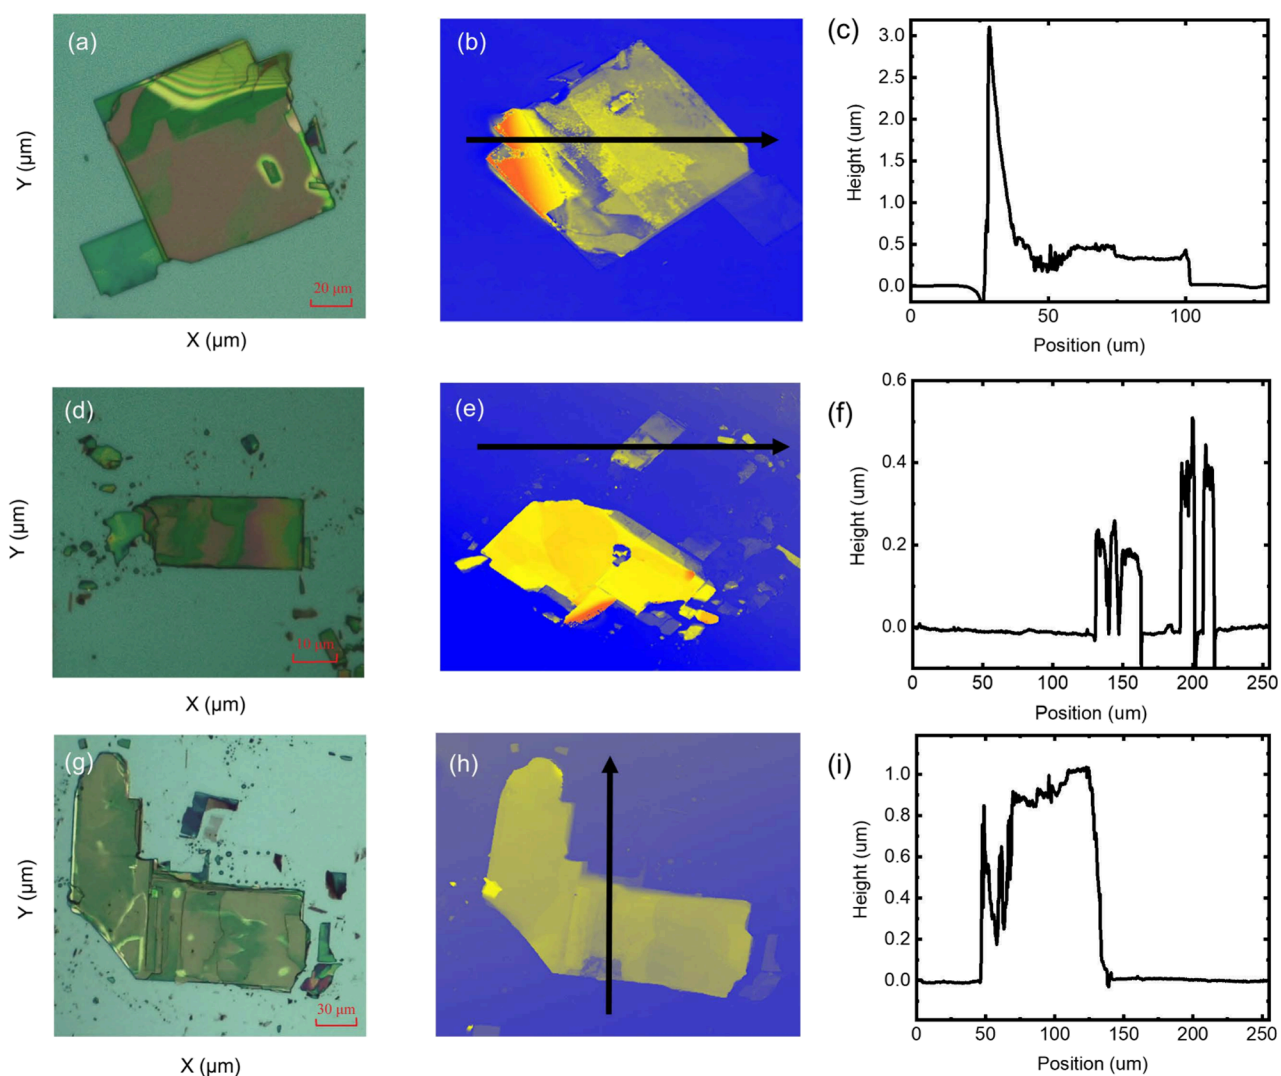 (a)
Y (μm)
20 μm
X (μm)
(b)
(c)
Height (um)
3.0
2.5
2.0
1.5
1.0
0.5
0.0
0 50 100
Position (um)
(d)
Y (μm)
10 μm
X (μm)
(e)
(f)
Height (um)
0.6
0.4
0.2
0.0
0 50 100 150 200 250
Position (um)
(g)
Y (μm)
30 μm
X (μm)
(h)
(i)
Height (um)
1.0
0.8
0.6
0.4
0.2
0.0
0 50 100 150 200 250
Position (um)